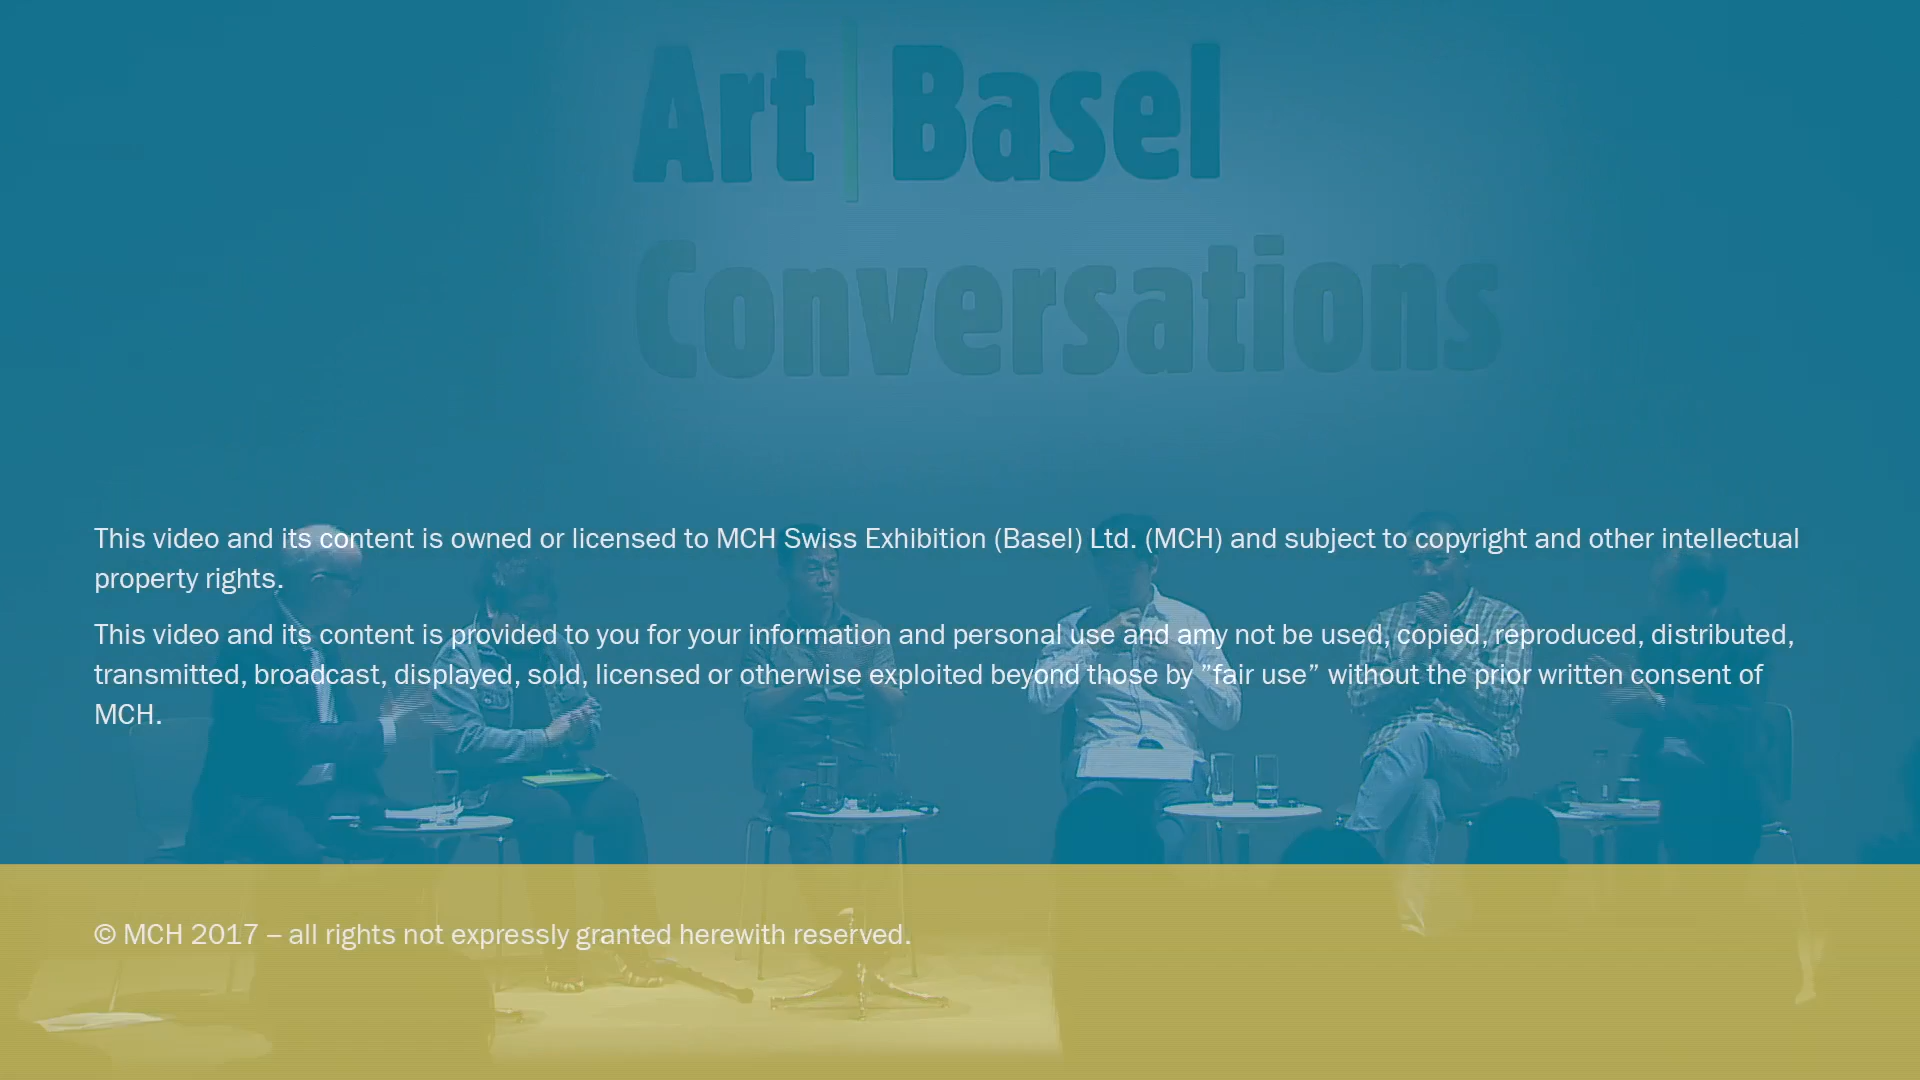 Art | Basel
Conversations
This video and its content is owned or licensed to MCH Swiss Exhibition (Basel) Ltd. (MCH) and subject to copyright and other intellectual
property rights.
This video and its content is provided to you for your information and personal use and amy not be used, copied, reproduced, distributed,
transmitted, broadcast, displayed, sold, licensed or otherwise exploited beyond those by ”fair use” without the prior written consent of
MCH.
© MCH 2017 – all rights not expressly granted herewith reserved.